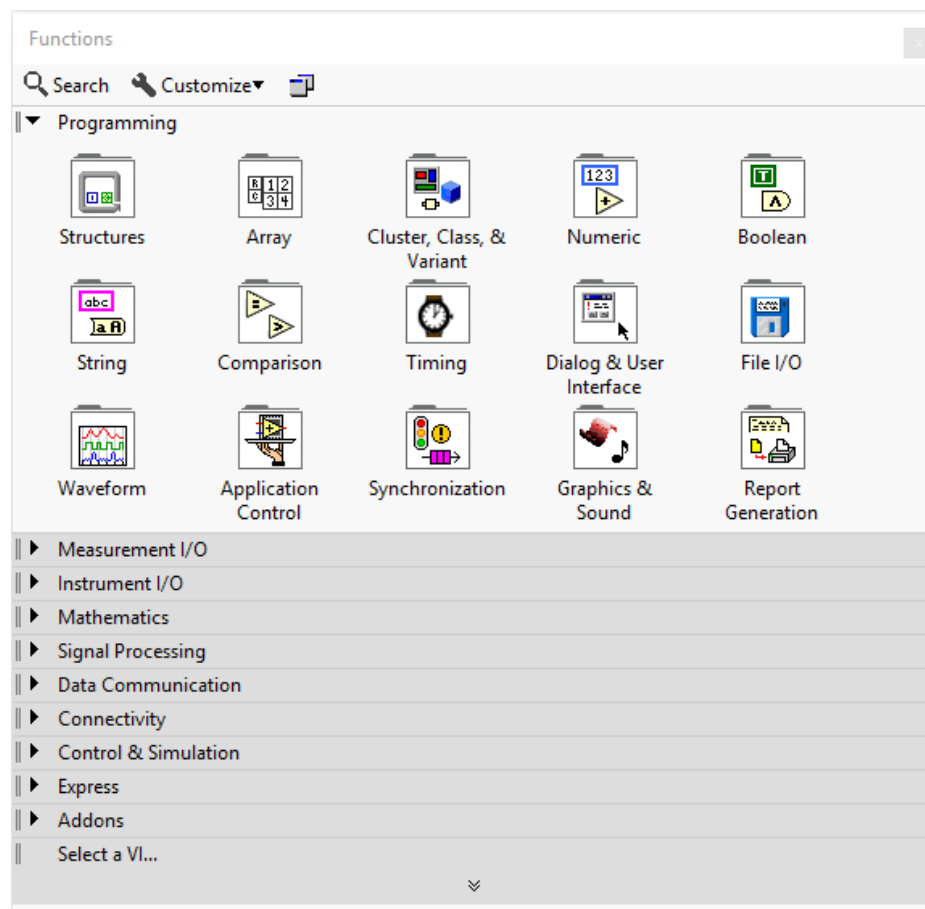 Functions
Search Customize
Programming
Structures Array Cluster, Class, & Variant Numeric Boolean
String Comparison Timing Dialog & User Interface File I/O
Waveform Application Control Synchronization Graphics & Sound Report Generation
Measurement I/O
Instrument I/O
Mathematics
Signal Processing
Data Communication
Connectivity
Control & Simulation
Express
Addons
Select a VI...